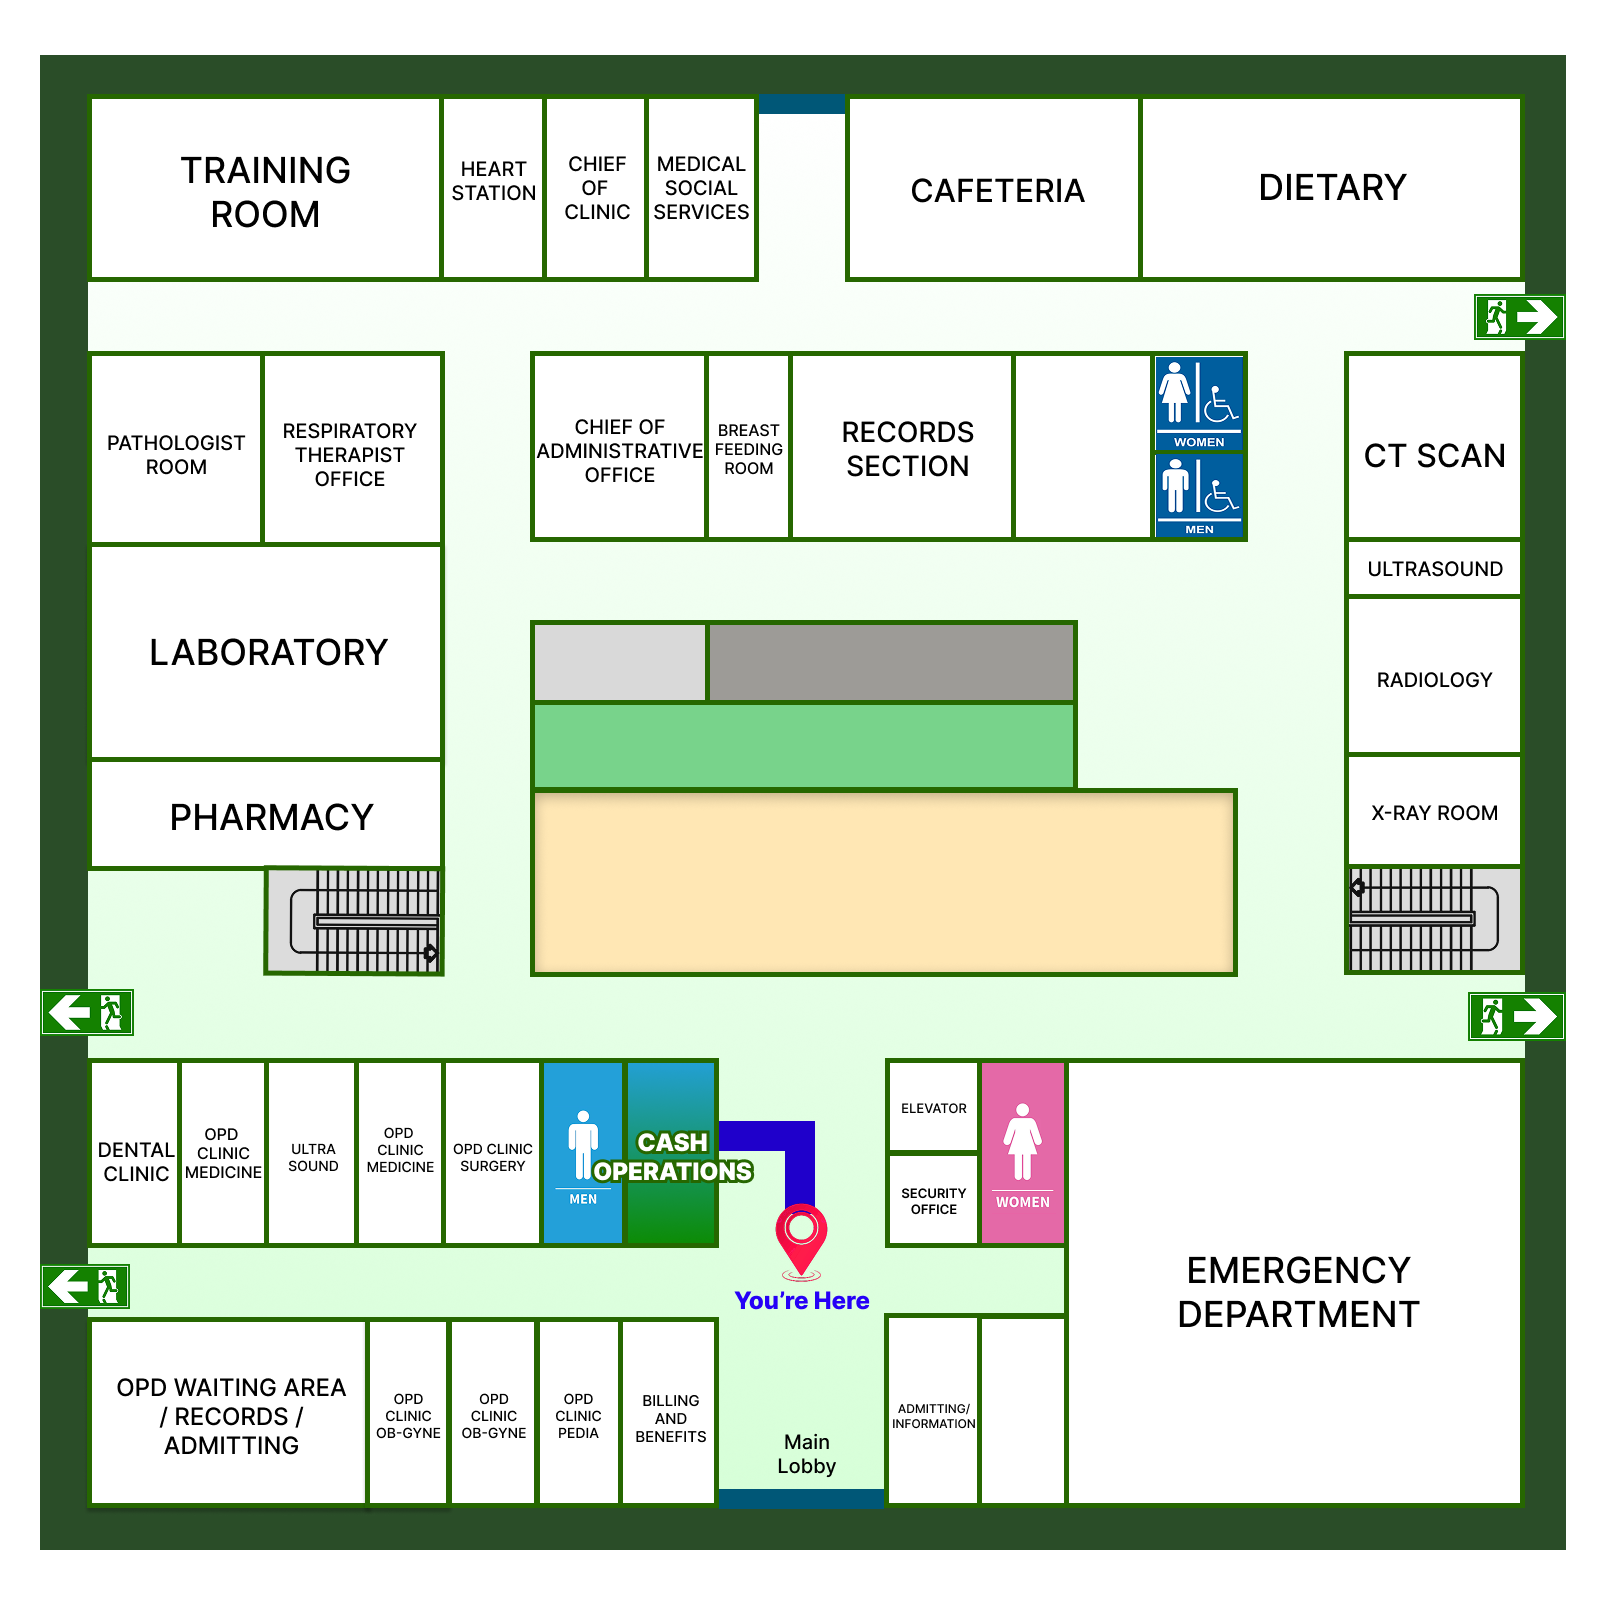 TRAINING
ROOM
HEART
STATION
CHIEF
OF
CLINIC
MEDICAL
SOCIAL
SERVICES
CAFETERIA
DIETARY
PATHOLOGIST
ROOM
RESPIRATORY
THERAPIST
OFFICE
CHIEF OF
ADMINISTRATIVE
OFFICE
BREAST
FEEDING
ROOM
RECORDS
SECTION
WOMEN
MEN
CT SCAN
ULTRASOUND
LABORATORY
RADIOLOGY
PHARMACY
X-RAY ROOM
DENTAL
CLINIC
OPD
CLINIC
MEDICINE
ULTRA
SOUND
OPD
CLINIC
MEDICINE
OPD CLINIC
SURGERY
MEN
CASH
OPERATIONS
ELEVATOR
SECURITY
OFFICE
WOMEN
You're Here
EMERGENCY
DEPARTMENT
OPD WAITING AREA
/ RECORDS /
ADMITTING
OPD
CLINIC
OB-GYNE
OPD
CLINIC
OB-GYNE
OPD
CLINIC
PEDIA
BILLING
AND
BENEFITS
Main
Lobby
ADMITTING/
INFORMATION